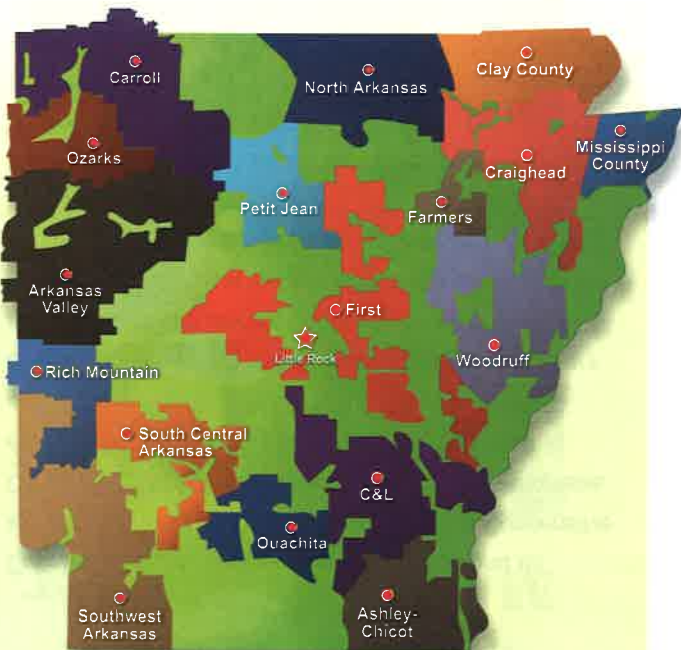 Carroll
North Arkansas
Clay County
Mississippi
County
Ozarks
Craighead
Petit Jean
Farmers
Arkansas
Valley
First
Little Rock
Woodruff
Rich Mountain
South Central
Arkansas
C&L
Ouachita
Southwest
Arkansas
Ashley-
Chicot